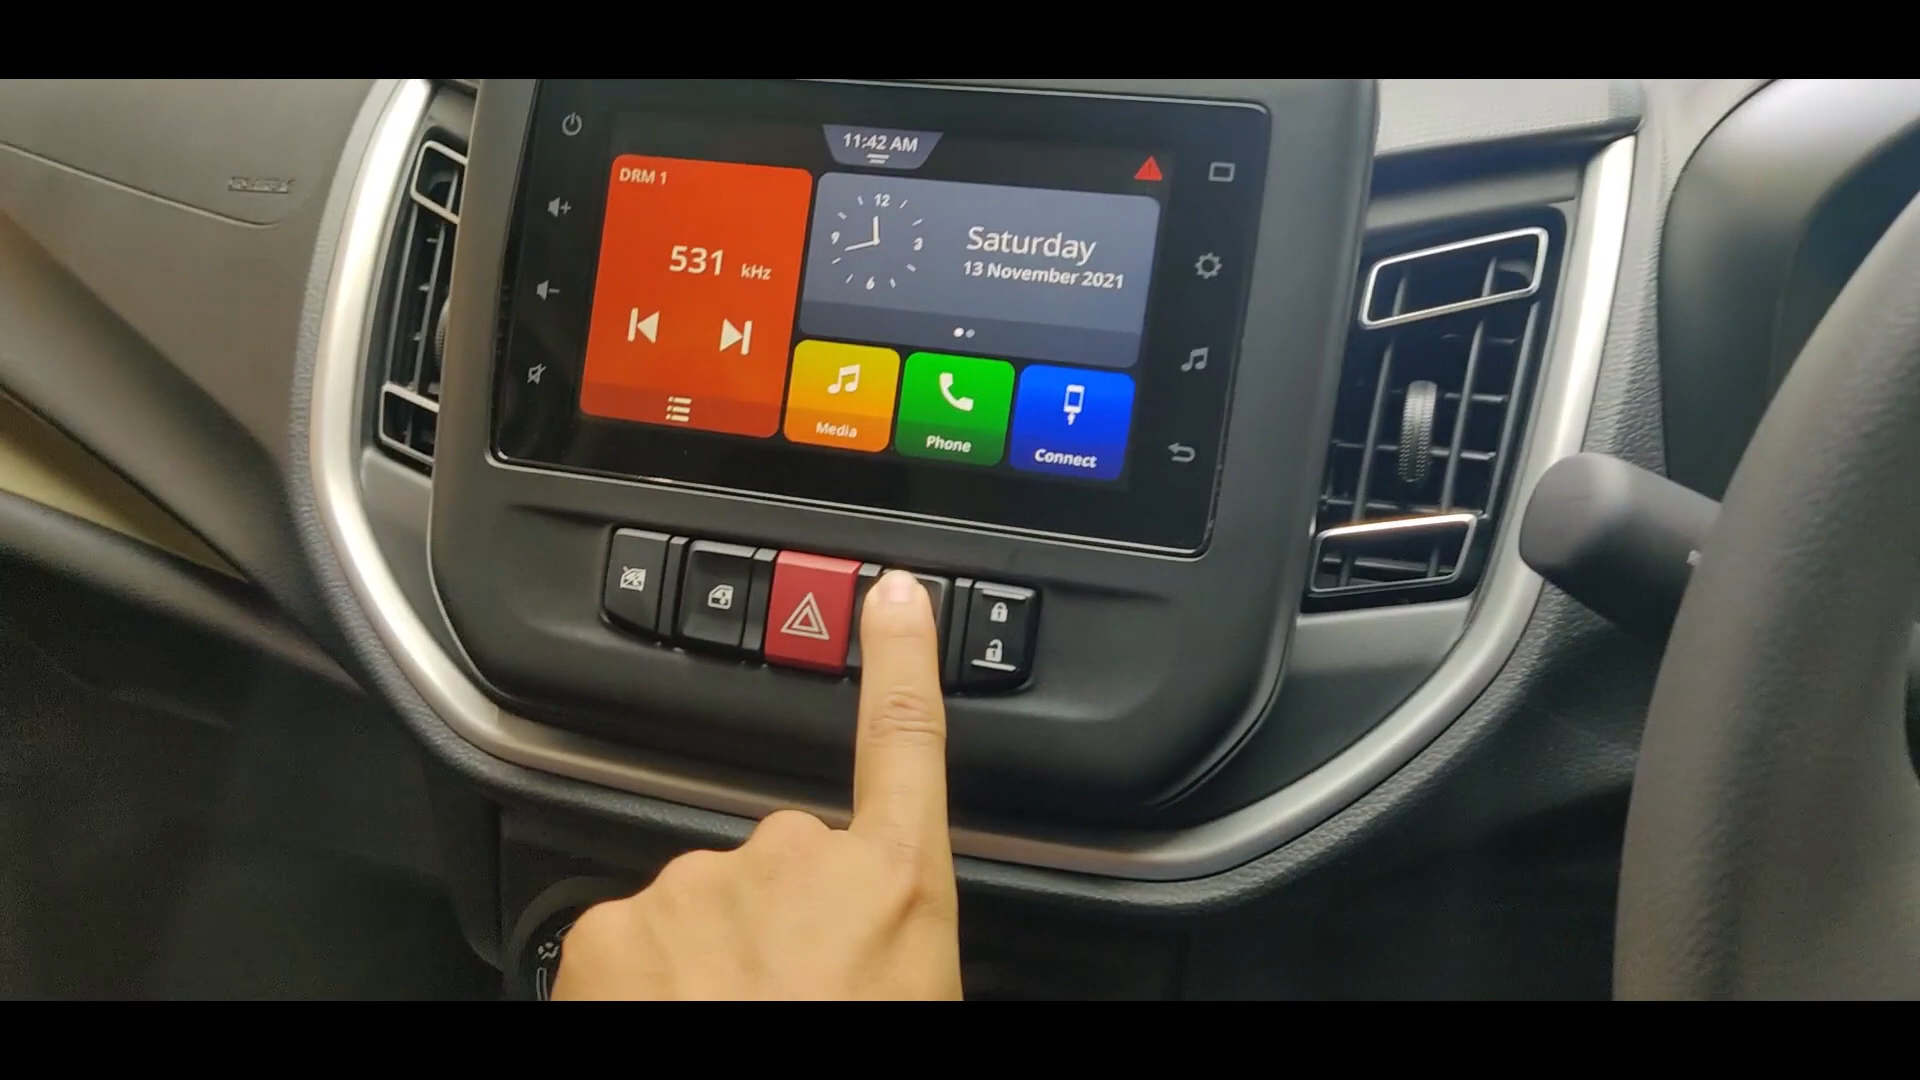 11:42 AM
DRM 1
531 kHz
12
3
6
9
Saturday
13 November 2021
Media
Phone
Connect